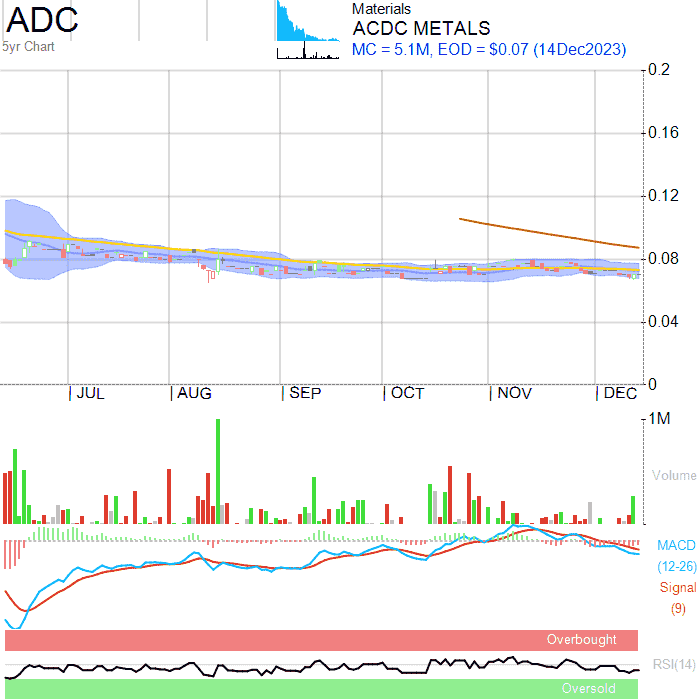 ADC
5yr Chart
Materials
ACDC METALS
MC = 5.1M, EOD = $0.07 (14Dec2023)
0.2
0.16
0.12
0.08
0.04
0
JUL
AUG
SEP
OCT
NOV
DEC
1M
Volume
MACD
(12-26)
Signal
(9)
Overbought
RSI(14)
Oversold